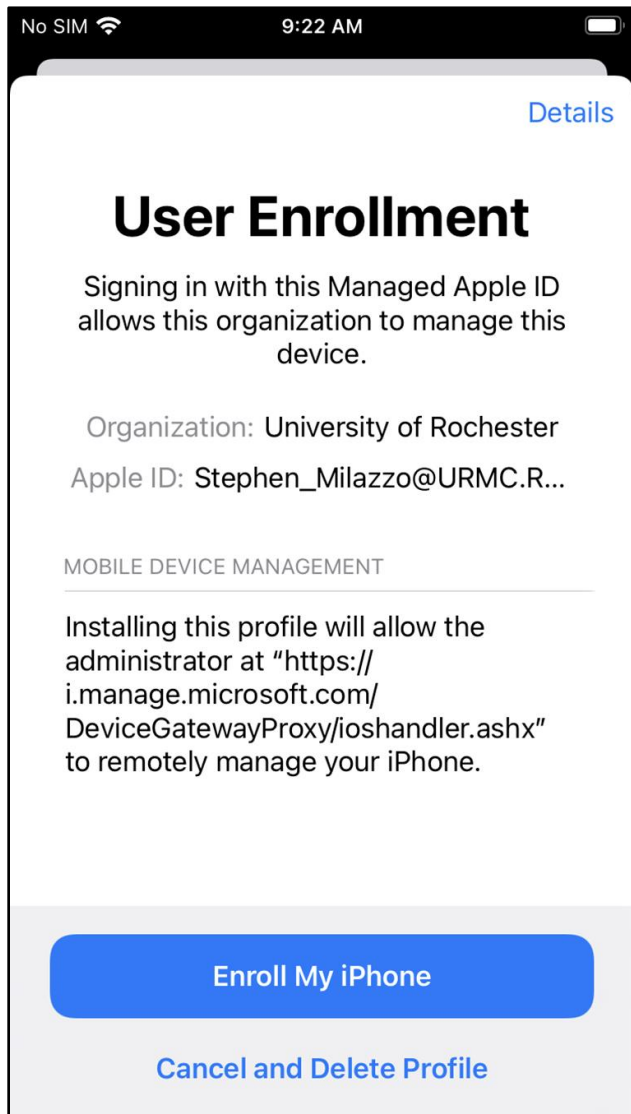 No SIM 9:22 AM
Details
User Enrollment
Signing in with this Managed Apple ID
allows this organization to manage this
device.
Organization: University of Rochester
Apple ID: Stephen_Milazzo@URMC.R...
MOBILE DEVICE MANAGEMENT
Installing this profile will allow the
administrator at “https://
i.manage.microsoft.com/
DeviceGatewayProxy/ioshandler.ashx”
to remotely manage your iPhone.
Enroll My iPhone
Cancel and Delete Profile